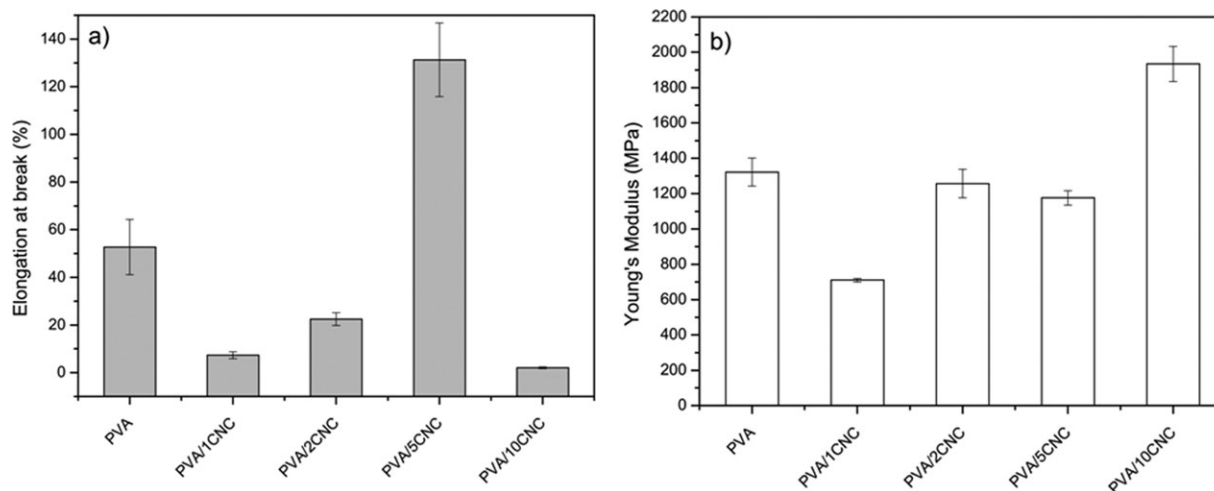 a)
Elongation at break (%)
140
120
100
80
60
40
20
0
PVA
PVA/1CNC
PVA/2CNC
PVA/5CNC
PVA/10CNC
b)
Young's Modulus (MPa)
2200
2000
1800
1600
1400
1200
1000
800
600
400
200
0
PVA
PVA/1CNC
PVA/2CNC
PVA/5CNC
PVA/10CNC